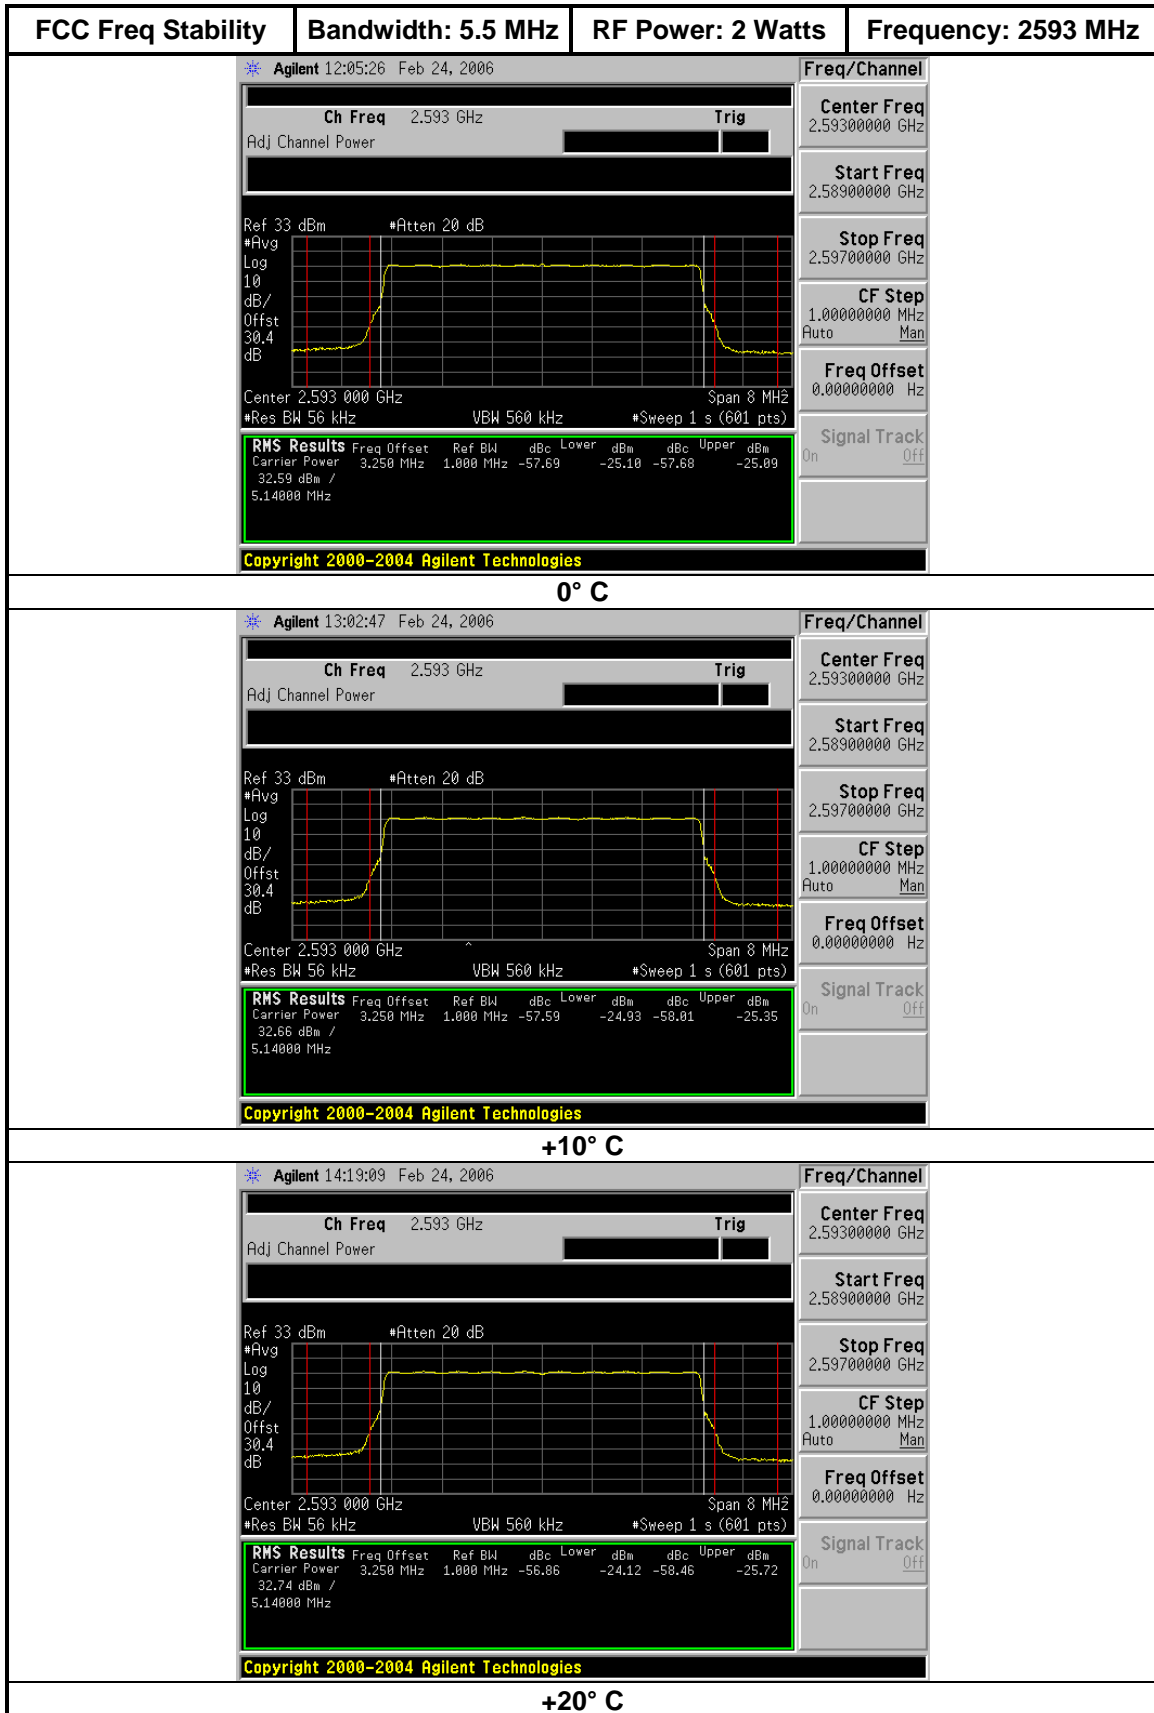 FCC Freq Stability Bandwidth: 5.5 MHz RF Power: 2 Watts Frequency: 2593 MHz
Agilent 12:05:26 Feb 24, 2006 Freq/Channel
Ch Freq 2.593 GHz Trig
Adj Channel Power
Center Freq
2.59300000 GHz
Start Freq
2.58900000 GHz
Stop Freq
2.59700000 GHz
CF Step
1.00000000 MHz
Auto Man
Freq Offset
0.00000000 Hz
Signal Track
On Off
Ref 33 dBm #Atten 20 dB
#Avg
Log
10
dB/
Offst
30.4
dB
Center 2.593 000 GHz Span 8 MHz
#Res BW 56 kHz VBW 560 kHz #Sweep 1 s (601 pts)
RMS Results Freq Offset Ref BW dBc Lower dBm dBc Upper dBm
Carrier Power 3.250 MHz 1.000 MHz -57.69 -25.10 -57.68 -25.09
32.59 dBm /
5.14000 MHz
Copyright 2000-2004 Agilent Technologies
0° C
Agilent 13:02:47 Feb 24, 2006 Freq/Channel
Ch Freq 2.593 GHz Trig
Adj Channel Power
Center Freq
2.59300000 GHz
Start Freq
2.58900000 GHz
Stop Freq
2.59700000 GHz
CF Step
1.00000000 MHz
Auto Man
Freq Offset
0.00000000 Hz
Signal Track
On Off
Ref 33 dBm #Atten 20 dB
#Avg
Log
10
dB/
Offst
30.4
dB
Center 2.593 000 GHz ^ Span 8 MHz
#Res BW 56 kHz VBW 560 kHz #Sweep 1 s (601 pts)
RMS Results Freq Offset Ref BW dBc Lower dBm dBc Upper dBm
Carrier Power 3.250 MHz 1.000 MHz -57.59 -24.93 -58.01 -25.35
32.66 dBm /
5.14000 MHz
Copyright 2000-2004 Agilent Technologies
+10° C
Agilent 14:19:09 Feb 24, 2006 Freq/Channel
Ch Freq 2.593 GHz Trig
Adj Channel Power
Center Freq
2.59300000 GHz
Start Freq
2.58900000 GHz
Stop Freq
2.59700000 GHz
CF Step
1.00000000 MHz
Auto Man
Freq Offset
0.00000000 Hz
Signal Track
On Off
Ref 33 dBm #Atten 20 dB
#Avg
Log
10
dB/
Offst
30.4
dB
Center 2.593 000 GHz Span 8 MHz
#Res BW 56 kHz VBW 560 kHz #Sweep 1 s (601 pts)
RMS Results Freq Offset Ref BW dBc Lower dBm dBc Upper dBm
Carrier Power 3.250 MHz 1.000 MHz -56.86 -24.12 -58.46 -25.72
32.74 dBm /
5.14000 MHz
Copyright 2000-2004 Agilent Technologies
+20° C